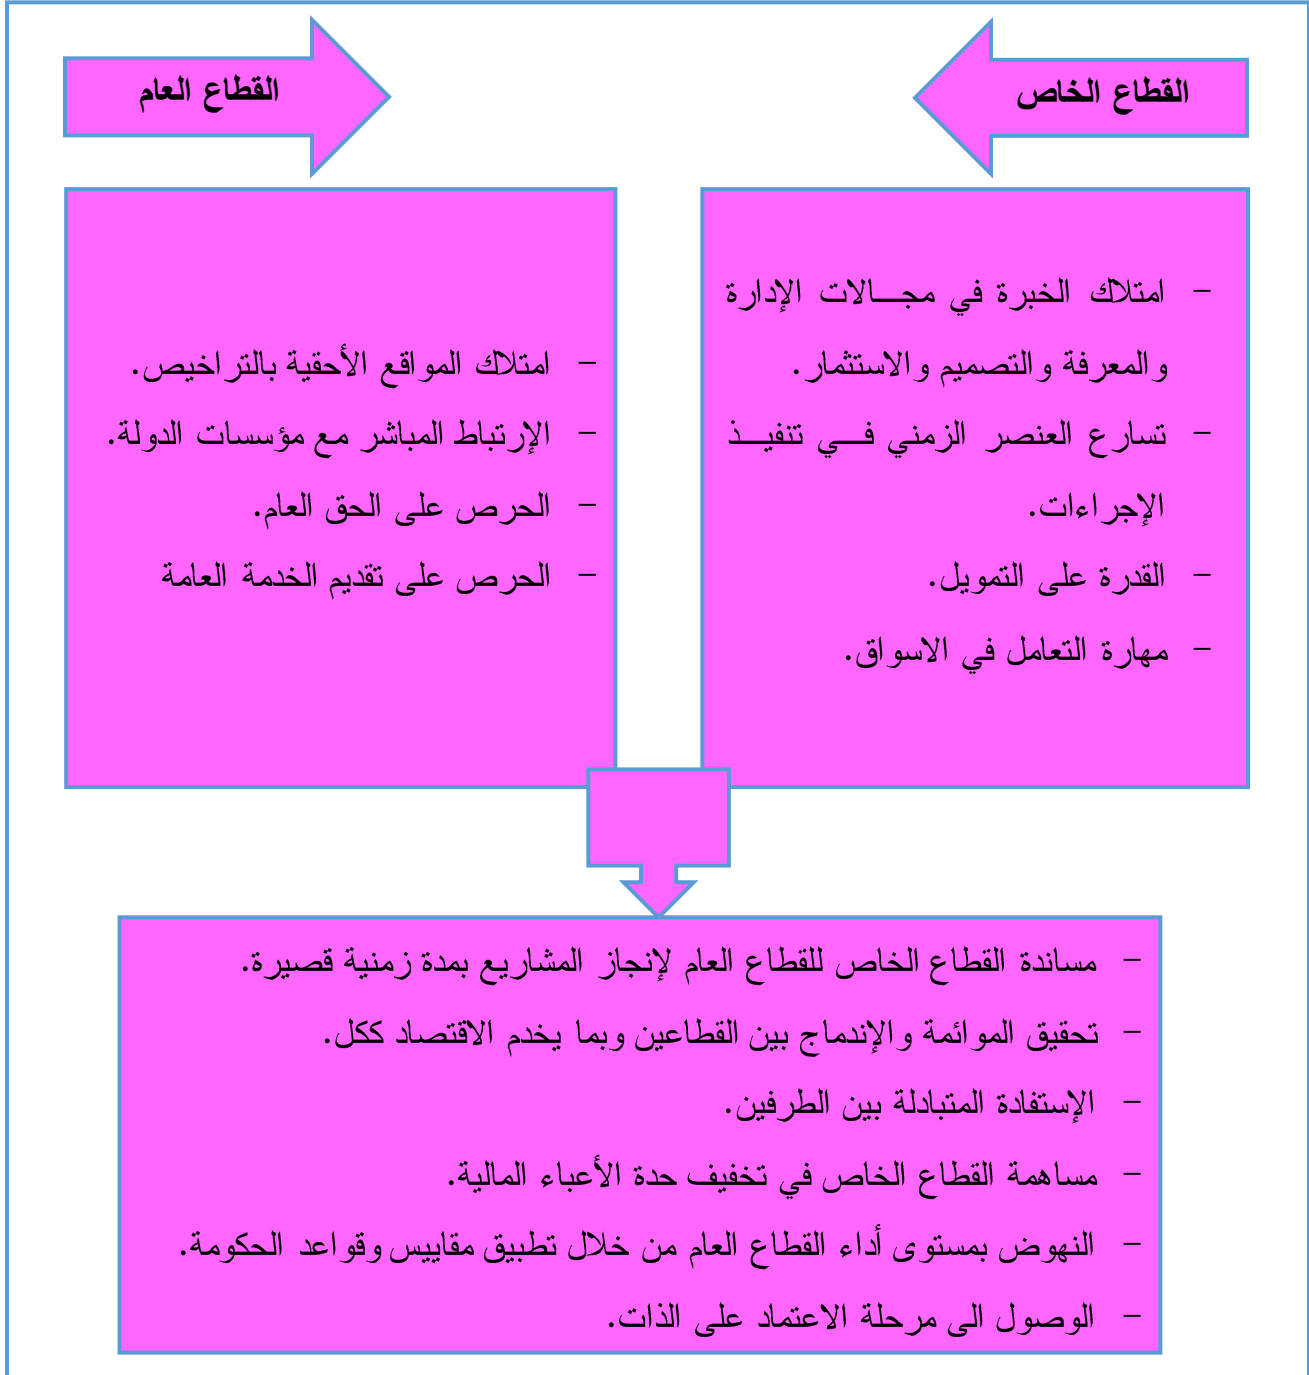 القطاع الخاص
القطاع العام
- امتلاك الخبرة في مجـــالات الإدارة
والمعرفة والتصميم والاستثمار.
- تسارع العنصر الزمني فـــي تنفيـــذ
الإجراءات.
- القدرة على التمويل.
- مهارة التعامل في الاسواق.
- امتلاك المواقع الأحقية بالتراخيص.
- الإرتباط المباشر مع مؤسسات الدولة.
- الحرص على الحق العام.
- الحرص على تقديم الخدمة العامة
- مساندة القطاع الخاص للقطاع العام لإنجاز المشاريع بمدة زمنية قصيرة.
- تحقيق الموائمة والإندماج بين القطاعين وبما يخدم الاقتصاد ككل.
- الإستفادة المتبادلة بين الطرفين.
- مساهمة القطاع الخاص في تخفيف حدة الأعباء المالية.
- النهوض بمستوى أداء القطاع العام من خلال تطبيق مقاييس وقواعد الحكومة.
- الوصول الى مرحلة الاعتماد على الذات.